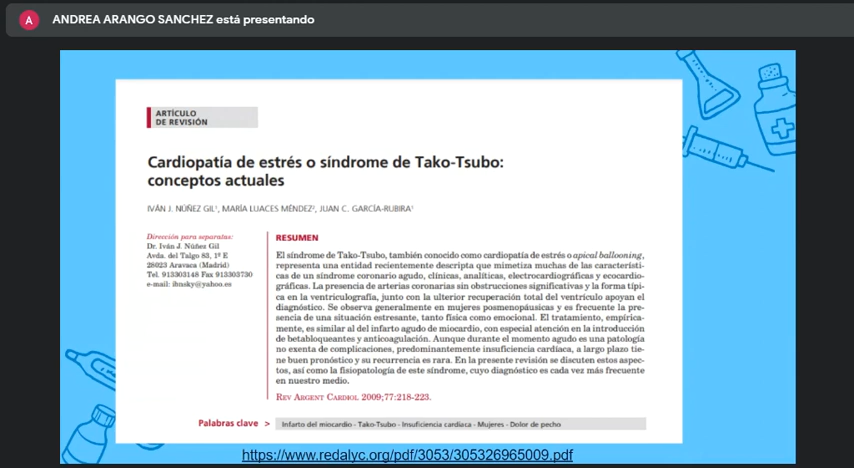 A ANDREA ARANGO SANCHEZ está presentando
ARTÍCULO
DE REVISIÓN
Cardiopatía de estrés o síndrome de Tako-Tsubo:
conceptos actuales
IVÁN J. NÚÑEZ GIL¹, MARÍA LUACES MÉNDEZ², JUAN C. GARCÍA-RUBIRA¹
Dirección para separatas:
Dr. Iván J. Núñez Gil
Avda. del Talgo 83, 1º E
28023 Aravaca (Madrid)
Tel. 913303148 Fax 913303730
e-mail: ibnsky@yahoo.es
RESUMEN
El síndrome de Tako-Tsubo, también conocido como cardiopatía de estrés o apical ballooning,
representa una entidad recientemente descripta que mimetiza muchas de las característi-
cas de un síndrome coronario agudo, clínicas, analíticas, electrocardiográficas y ecocardio-
gráficas. La presencia de arterias coronarias sin obstrucciones significativas y la forma típi-
ca en la ventriculografía, junto con la ulterior recuperación total del ventrículo apoyan el
diagnóstico. Se observa generalmente en mujeres posmenopáusicas y es frecuente la pre-
sencia de una situación estresante, tanto física como emocional. El tratamiento, empírica-
mente, es similar al del infarto agudo de miocardio, con especial atención en la introducción
de betabloqueantes y anticoagulación. Aunque durante el momento agudo es una patología
no exenta de complicaciones, predominantemente insuficiencia cardíaca, a largo plazo tie-
ne buen pronóstico y su recurrencia es rara. En la presente revisión se discuten estos aspec-
tos, así como la fisiopatología de este síndrome, cuyo diagnóstico es cada vez más frecuente
en nuestro medio.
REV ARGENT CARDIOL 2009;77:218-223.
Palabras clave > Infarto del miocardio - Tako-Tsubo - Insuficiencia cardíaca - Mujeres - Dolor de pecho
https://www.redalyc.org/pdf/3053/305326965009.pdf